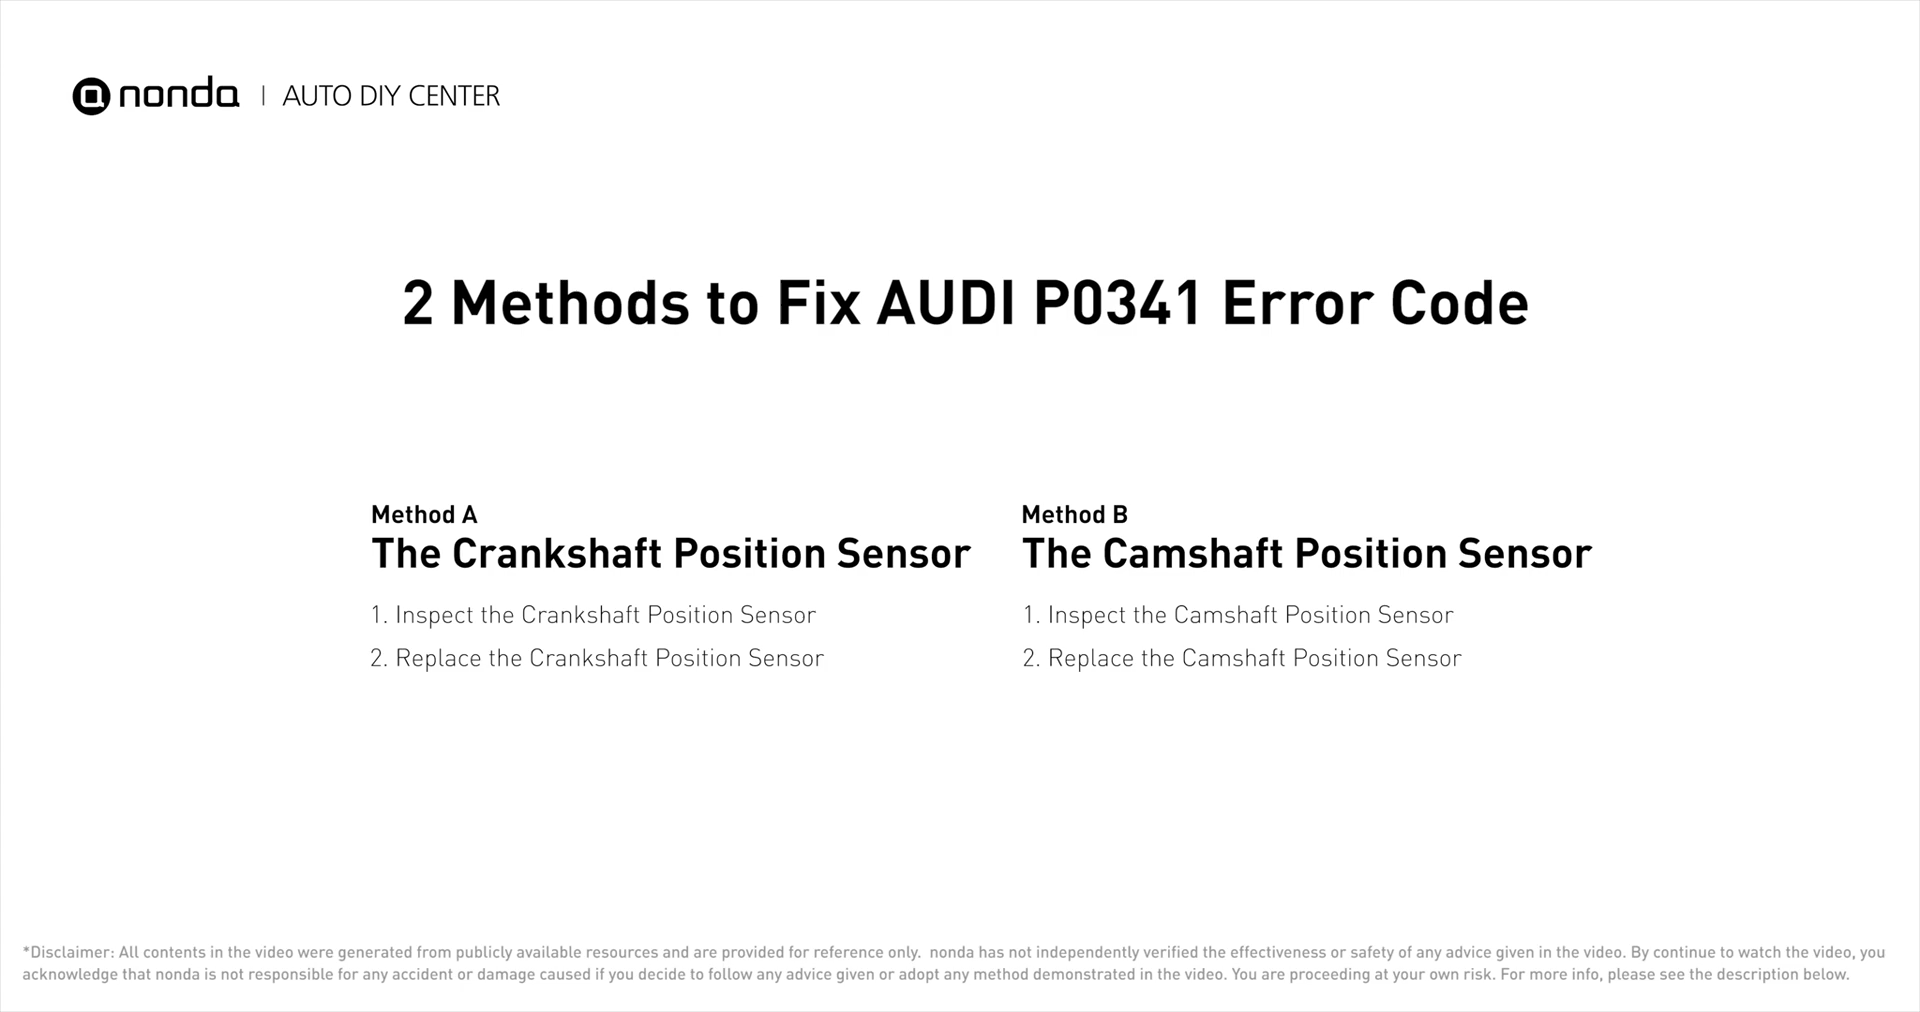 nonda | AUTO DIY CENTER
2 Methods to Fix AUDI P0341 Error Code
Method A
The Crankshaft Position Sensor
1. Inspect the Crankshaft Position Sensor
2. Replace the Crankshaft Position Sensor
Method B
The Camshaft Position Sensor
1. Inspect the Camshaft Position Sensor
2. Replace the Camshaft Position Sensor
*Disclaimer: All contents in the video were generated from publicly available resources and are provided for reference only. nonda has not independently verified the effectiveness or safety of any advice given in the video. By continue to watch the video, you
acknowledge that nonda is not responsible for any accident or damage caused if you decide to follow any advice given or adopt any method demonstrated in the video. You are proceeding at your own risk. For more info, please see the description below.